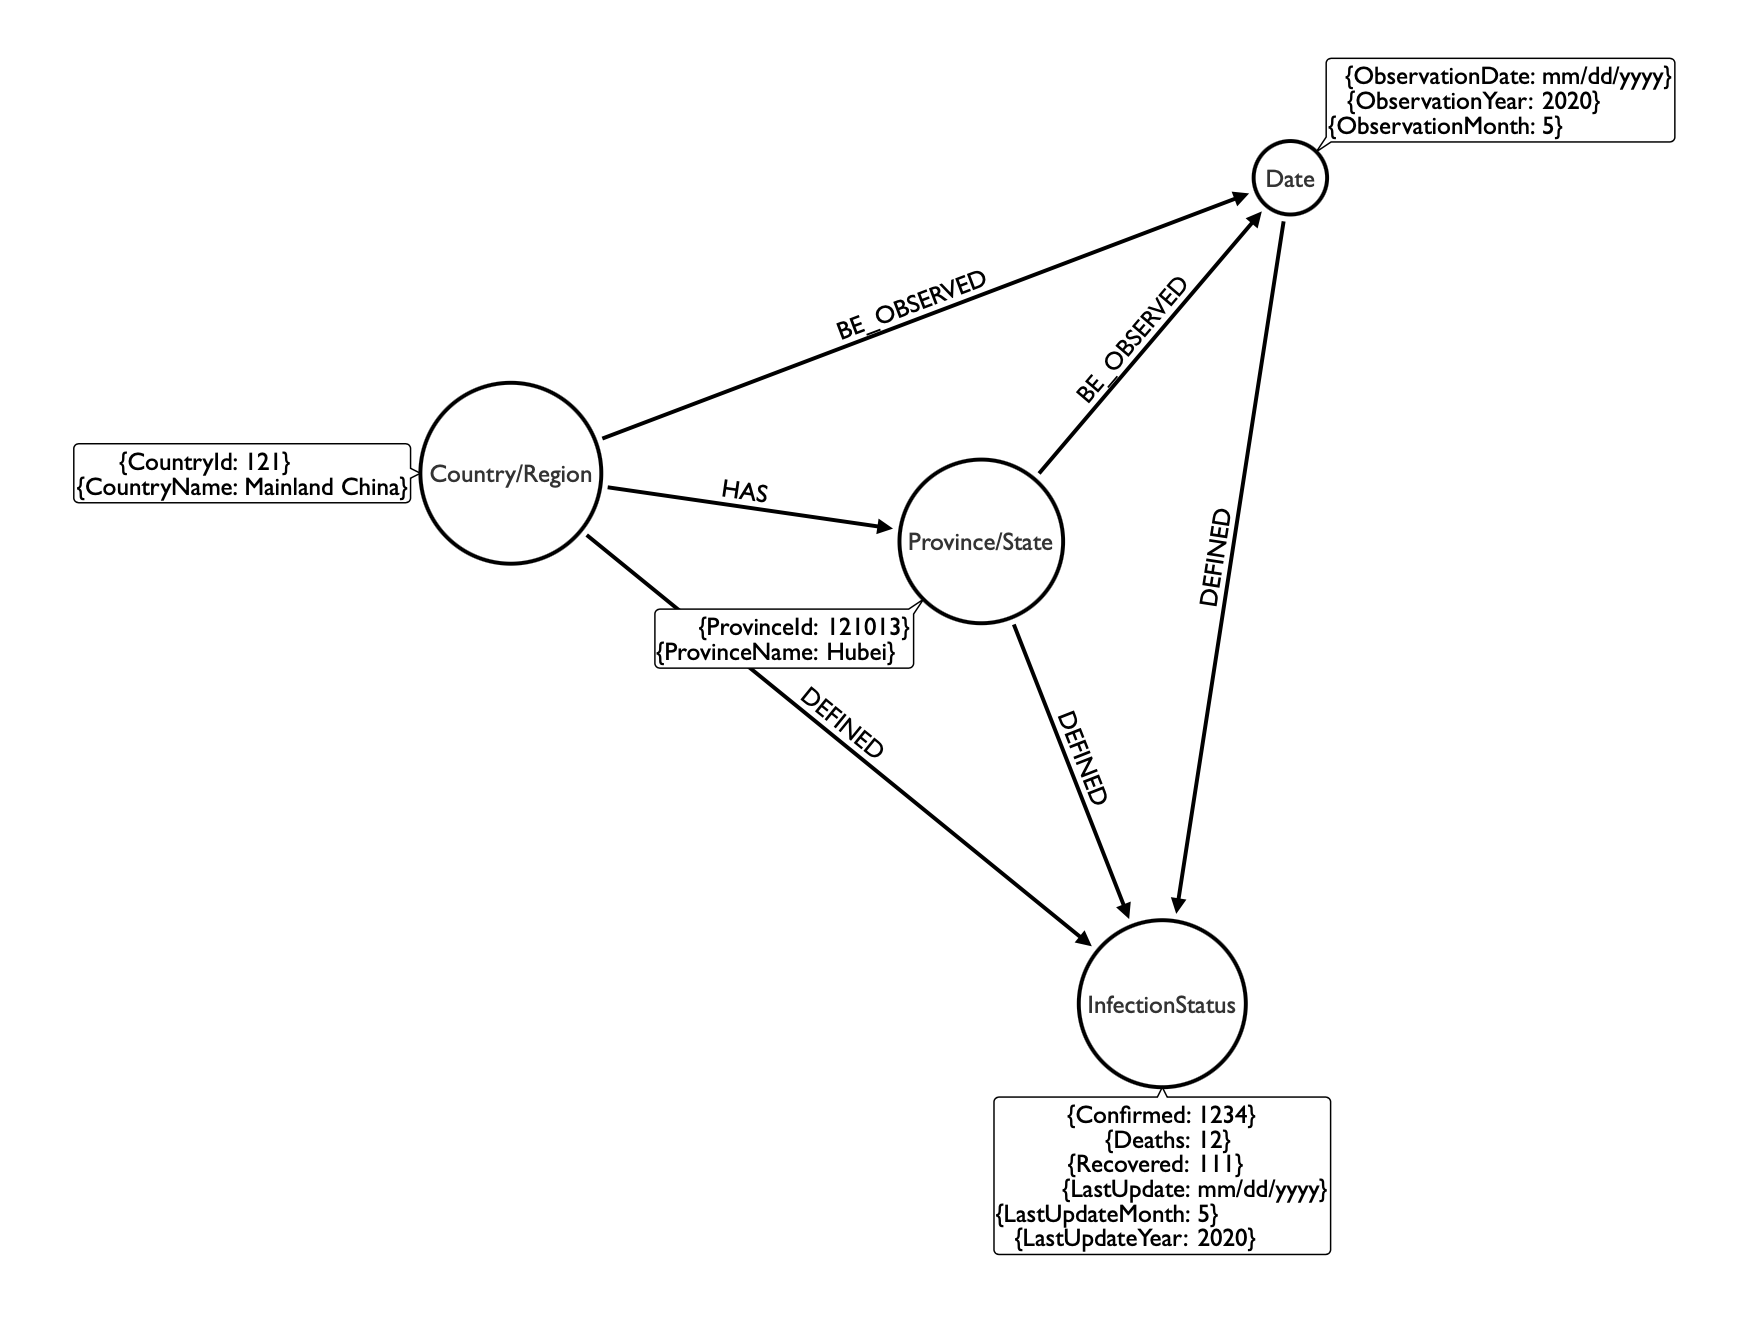 {ObservationDate: mm/dd/yyyy}
{ObservationYear: 2020}
{ObservationMonth: 5}
Date
BE_OBSERVED
BE_OBSERVED
{CountryId: 121}
{CountryName: Mainland China}
Country/Region
HAS
Province/State
DEFINED
{ProvinceId: 121013}
{ProvinceName: Hubei}
DEFINED
DEFINED
InfectionStatus
{Confirmed: 1234}
{Deaths: 12}
{Recovered: 111}
{LastUpdate: mm/dd/yyyy}
{LastUpdateMonth: 5}
{LastUpdateYear: 2020}